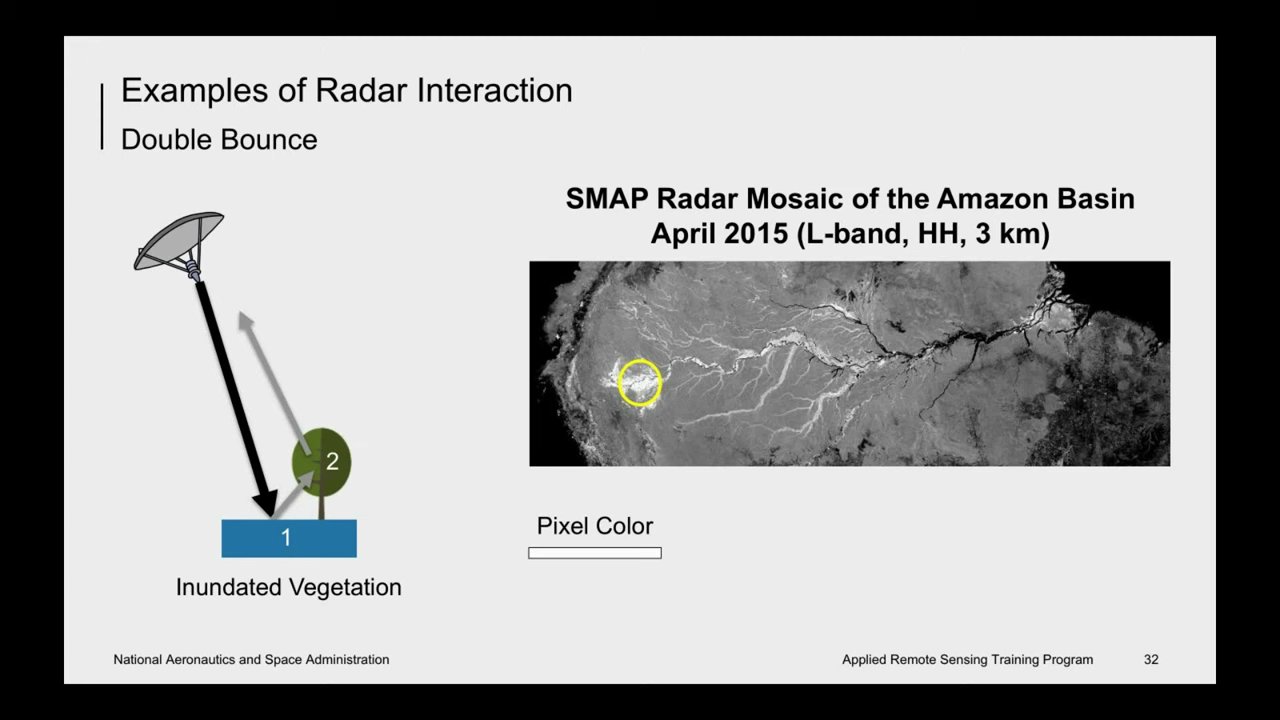 Examples of Radar Interaction
Double Bounce
SMAP Radar Mosaic of the Amazon Basin
April 2015 (L-band, HH, 3 km)
2
1
Pixel Color
Inundated Vegetation
National Aeronautics and Space Administration
Applied Remote Sensing Training Program
32